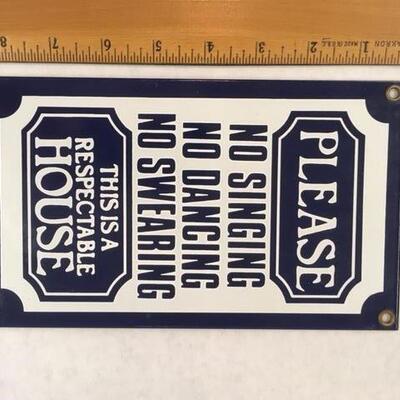 PLEASE
NO SINGING
NO DANCING
NO SWEARING
THIS IS A
RESPECTABLE
HOUSE
8 7 6 5 4 3 2 1